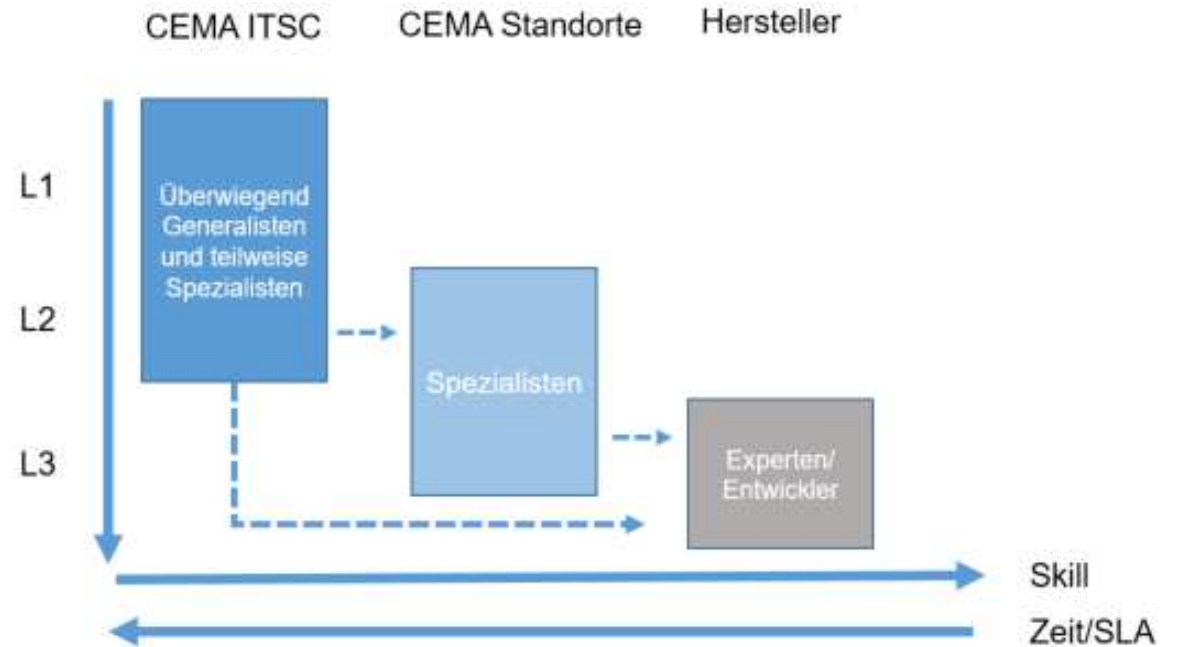 CEMA ITSC
CEMA Standorte
Hersteller
L1
Überwiegend
Generalisten
und teilweise
Spezialisten
L2
Spezialisten
L3
Experten/
Entwickler
Skill
Zeit/SLA